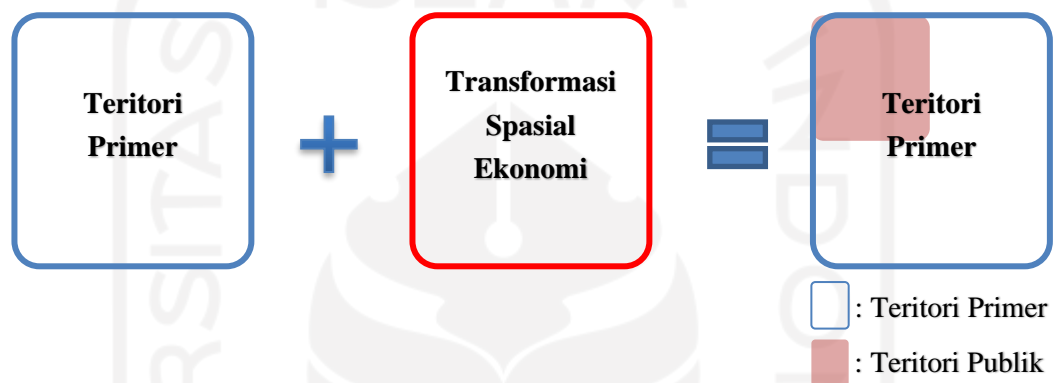 Teritori
Primer
Transformasi
Spasial
Ekonomi
Teritori
Primer
: Teritori Primer
: Teritori Publik